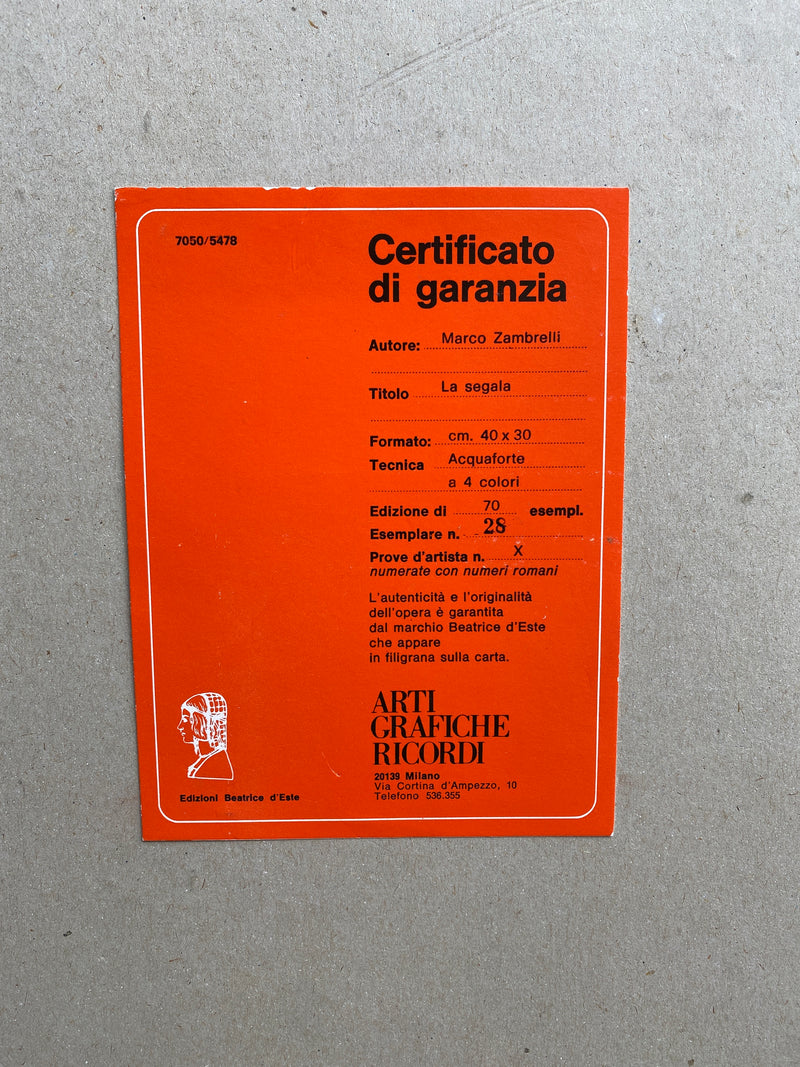 7050/5478
Certificato
di garanzia
Autore: Marco Zambrelli
Titolo La segala
Formato: cm. 40 x 30
Tecnica Acquaforte
a 4 colori
Edizione di 70 esempl.
Esemplare n. 28
Prove d'artista n. X
numerate con numeri romani
L'autenticità e l'originalità
dell'opera è garantita
dal marchio Beatrice d'Este
che appare
in filigrana sulla carta.
ARTI
GRAFICHE
RICORDI
20139 Milano
Via Cortina d'Ampezzo, 10
Telefono 536.355
Edizioni Beatrice d'Este